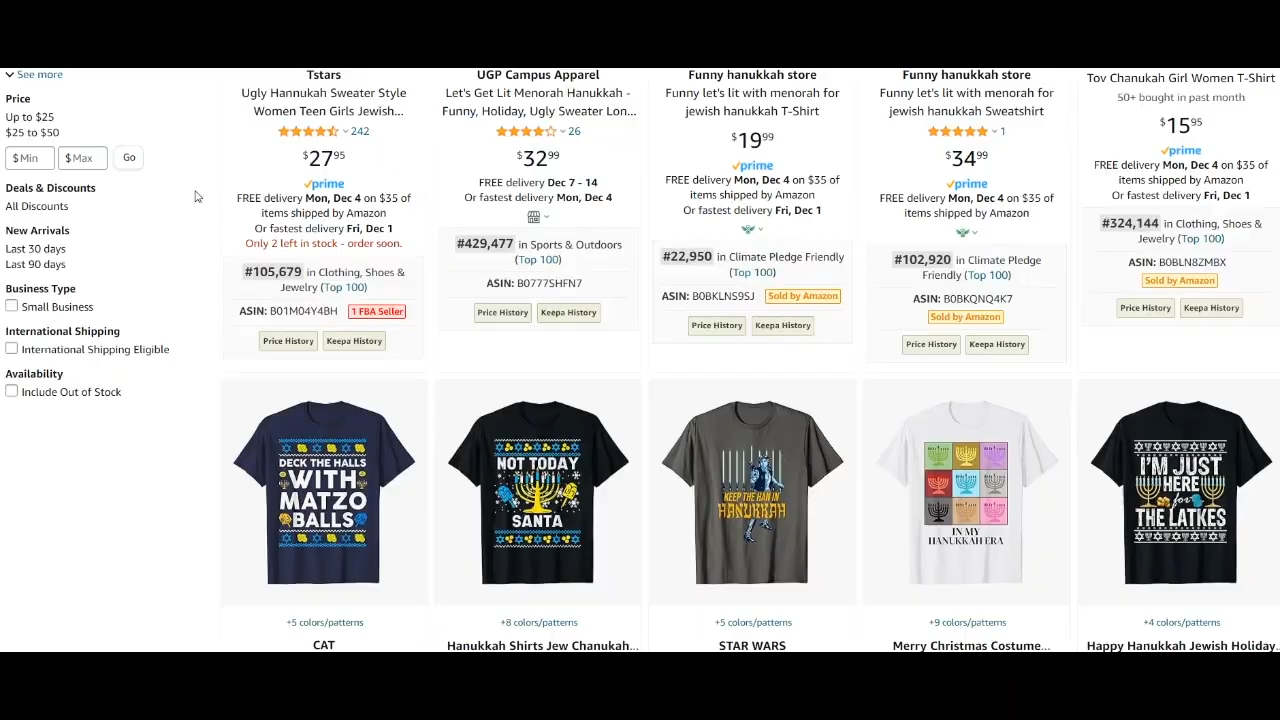 See more
Price
Up to $25
$25 to $50
$ Min
$ Max
Go
Deals & Discounts
All Discounts
New Arrivals
Last 30 days
Last 90 days
Business Type
Small Business
International Shipping
International Shipping Eligible
Availability
Include Out of Stock
Tstars
Ugly Hannukah Sweater Style
Women Teen Girls Jewish...
242
$27.95
prime
FREE delivery Mon, Dec 4 on $35 of
items shipped by Amazon
Or fastest delivery Fri, Dec 1
Only 2 left in stock - order soon.
#105,679 in Clothing, Shoes &
Jewelry (Top 100)
ASIN: B01M04Y4BH 1 FBA Seller
Price History Keepa History
UGP Campus Apparel
Let's Get Lit Menorah Hanukkah -
Funny, Holiday, Ugly Sweater Lon...
26
$32.99
FREE delivery Dec 7 - 14
Or fastest delivery Mon, Dec 4
#429,477 in Sports & Outdoors
(Top 100)
ASIN: B0777SHFN7
Price History Keepa History
Funny hanukkah store
Funny let's lit with menorah for
jewish hanukkah T-Shirt
$19.99
prime
FREE delivery Mon, Dec 4 on $35 of
items shipped by Amazon
Or fastest delivery Fri, Dec 1
#22,950 in Climate Pledge Friendly
(Top 100)
ASIN: B0BKLNS9SJ Sold by Amazon
Price History Keepa History
Funny hanukkah store
Funny let's lit with menorah for
jewish hanukkah Sweatshirt
1
$34.99
prime
FREE delivery Mon, Dec 4 on $35 of
items shipped by Amazon
#102,920 in Climate Pledge
Friendly (Top 100)
ASIN: B0BKQNQ4K7
Sold by Amazon
Price History Keepa History
Tov Chanukah Girl Women T-Shirt
50+ bought in past month
$15.95
prime
FREE delivery Mon, Dec 4 on $35 of
items shipped by Amazon
Or fastest delivery Fri, Dec 1
#324,144 in Clothing, Shoes &
Jewelry (Top 100)
ASIN: B0BLN8ZMBX
Sold by Amazon
Price History Keepa History
DECK THE HALLS
WITH
MATZO
BALLS
+5 colors/patterns
CAT
NOT TODAY
SANTA
+8 colors/patterns
Hanukkah Shirts Jew Chanukah...
KEEP THE HAN IN
HANUKKAH
+5 colors/patterns
STAR WARS
IN MY
HANUKKAH ERA
+9 colors/patterns
Merry Christmas Costume...
I'M JUST
HERE
for
THE LATKES
+4 colors/patterns
Happy Hanukkah Jewish Holiday...